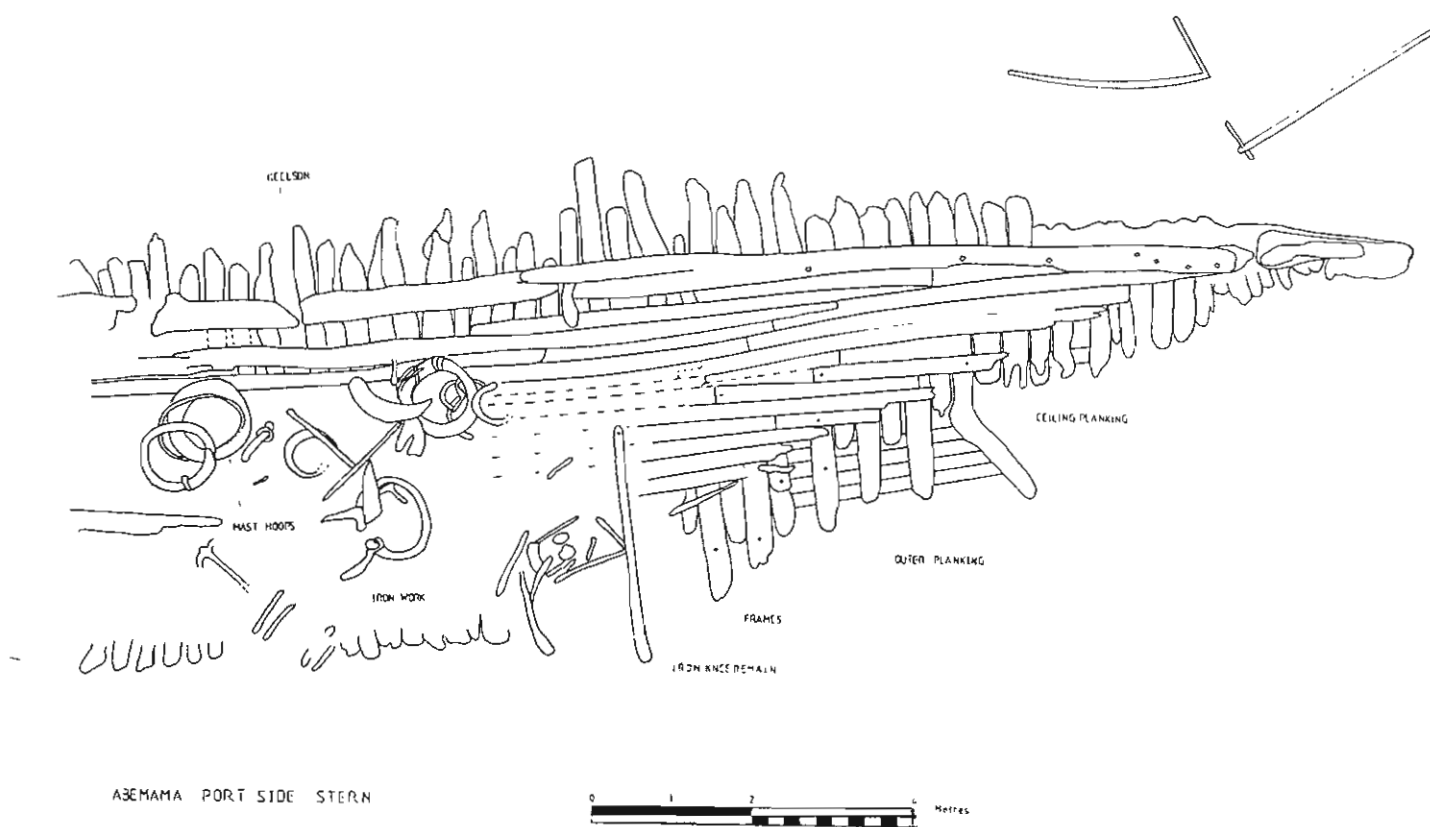 KEELSON
CEILING PLANKING
MAST HOOPS
OUTER PLANKING
IRON WORK
FRAMES
IRON KNEE REMAIN
ABEMAMA PORT SIDE STERN
0 1 2 4 Metres